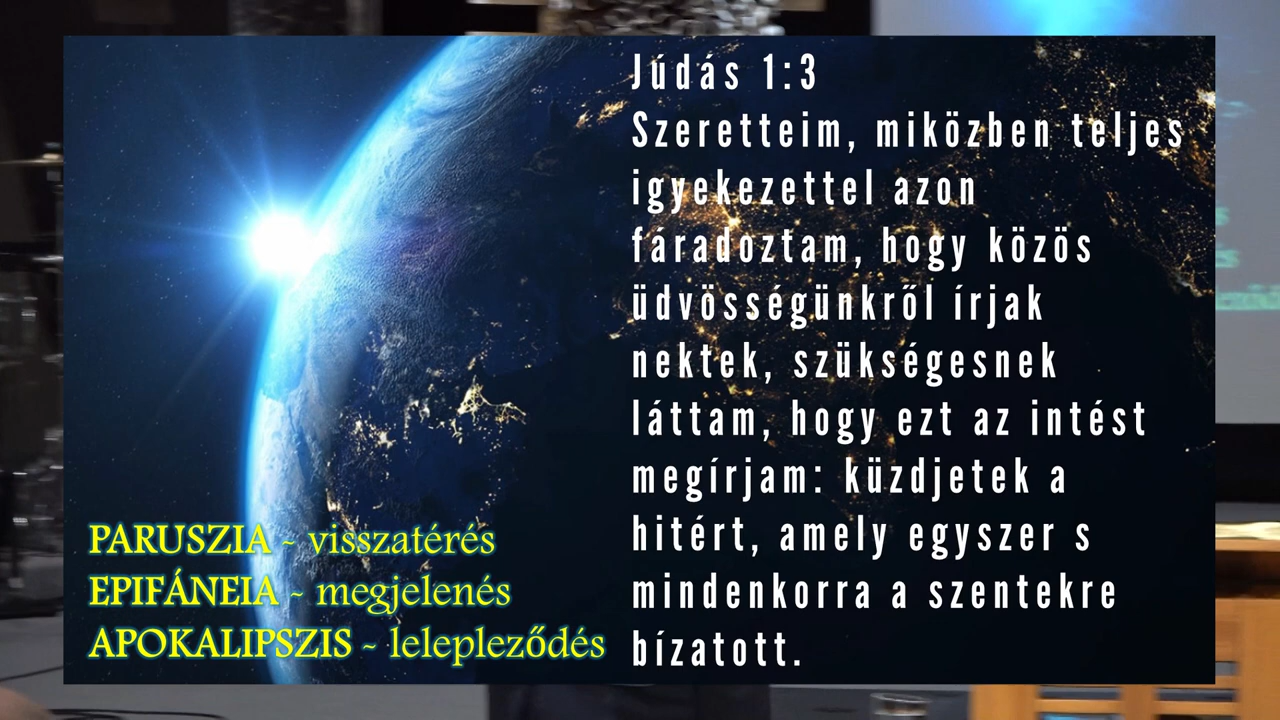 Júdás 1:3
Szeretteim, miközben teljes
igyekezettel azon
fáradoztam, hogy közös
üdvösségünkről írjak
nektek, szükségesnek
láttam, hogy ezt az intést
megírjam: küzdjetek a
hitért, amely egyszer s
mindenkorra a szentekre
bízatott.
PARUSZIA - visszatérés
EPIFÁNEIA - megjelenés
APOKALIPSZIS - lelepleződés